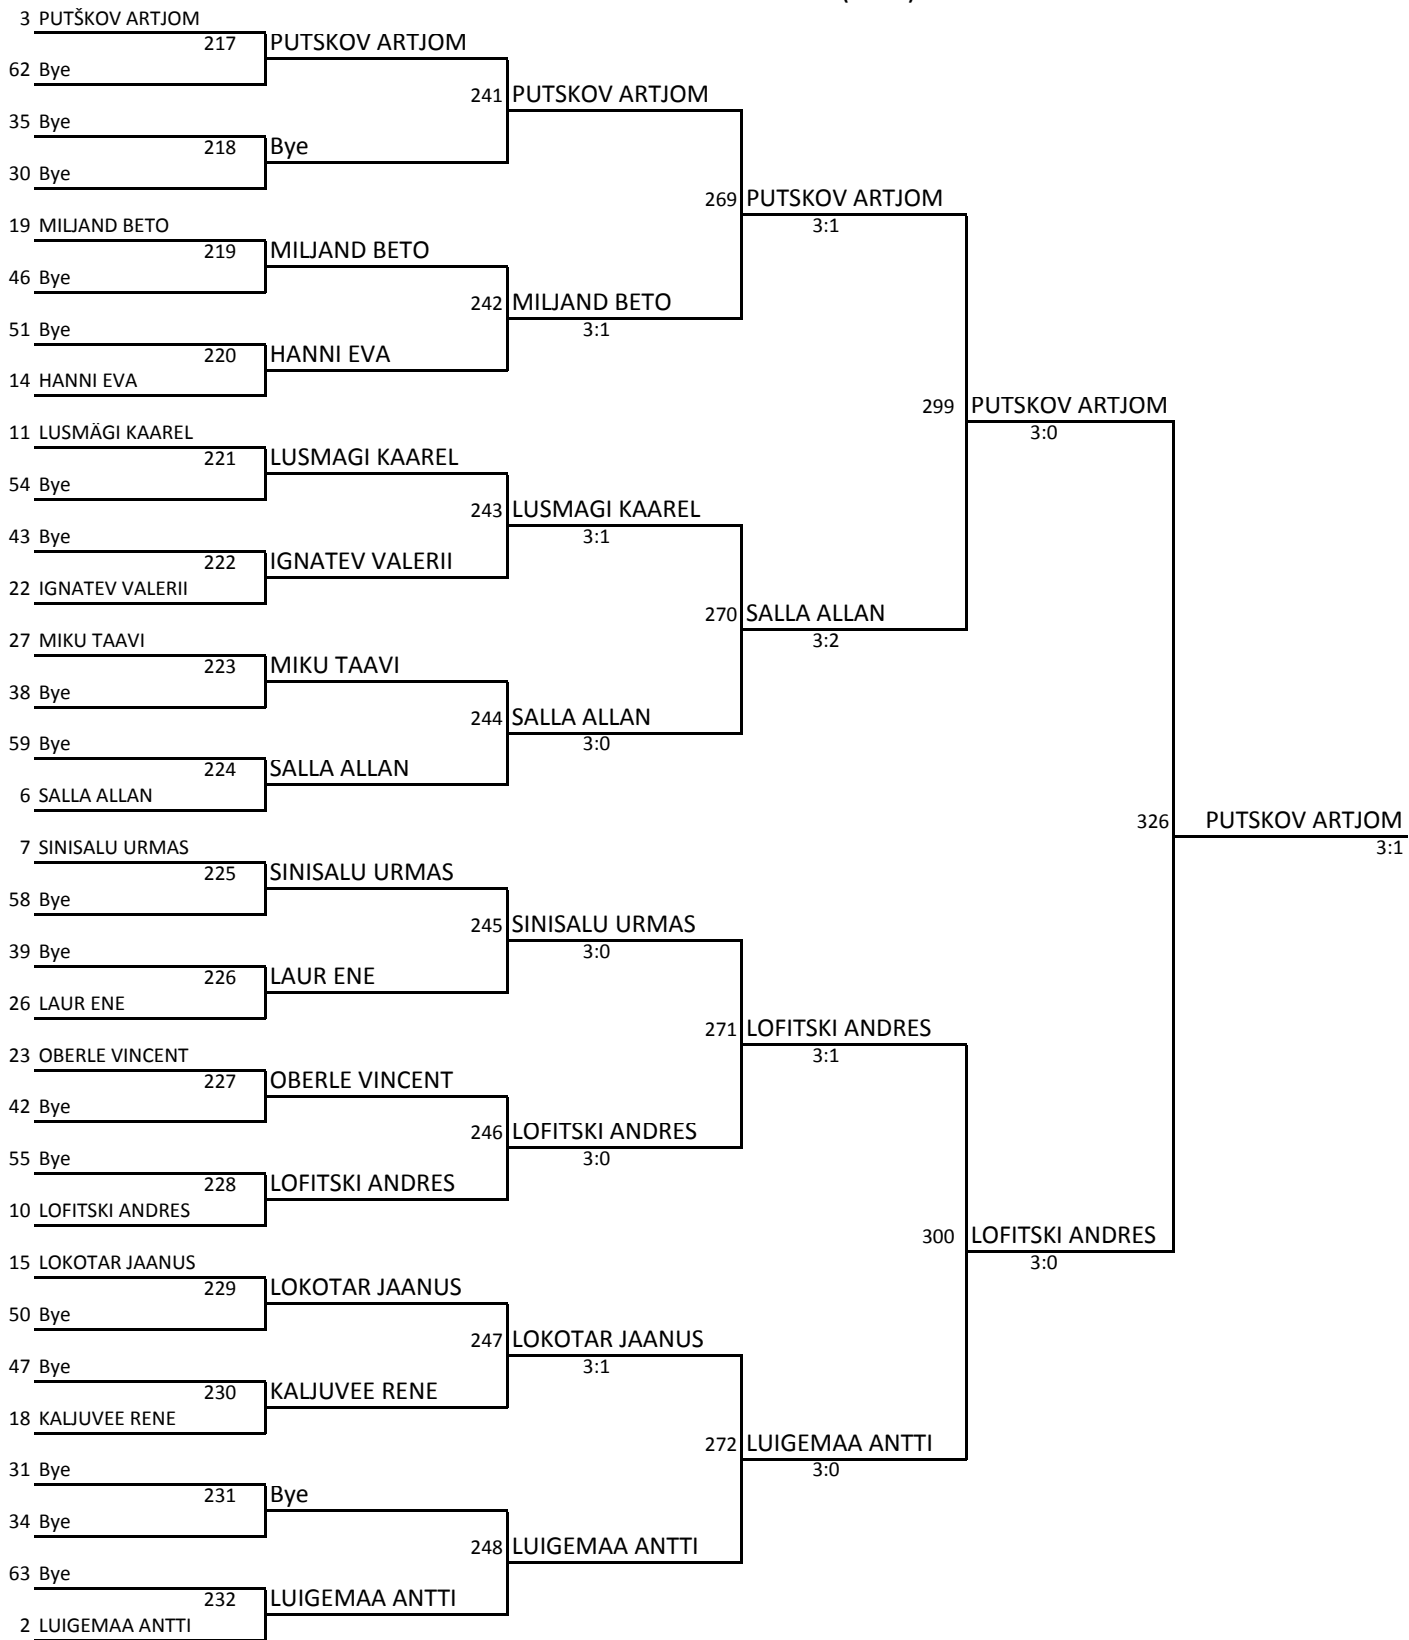 3 PUTŠKOV ARTJOM
217 PUTSKOV ARTJOM
62 Bye
241 PUTSKOV ARTJOM
35 Bye
218 Bye
30 Bye
269 PUTSKOV ARTJOM
3:1
19 MILJAND BETO
219 MILJAND BETO
46 Bye
242 MILJAND BETO
3:1
51 Bye
220 HANNI EVA
14 HANNI EVA
299 PUTSKOV ARTJOM
3:0
11 LUSMÄGI KAAREL
221 LUSMAGI KAAREL
54 Bye
243 LUSMAGI KAAREL
3:1
43 Bye
222 IGNATEV VALERII
22 IGNATEV VALERII
270 SALLA ALLAN
3:2
27 MIKU TAAVI
223 MIKU TAAVI
38 Bye
244 SALLA ALLAN
3:0
59 Bye
224 SALLA ALLAN
6 SALLA ALLAN
326 PUTSKOV ARTJOM
3:1
7 SINISALU URMAS
225 SINISALU URMAS
58 Bye
245 SINISALU URMAS
3:0
39 Bye
226 LAUR ENE
26 LAUR ENE
271 LOFITSKI ANDRES
3:1
23 OBERLE VINCENT
227 OBERLE VINCENT
42 Bye
246 LOFITSKI ANDRES
3:0
55 Bye
228 LOFITSKI ANDRES
10 LOFITSKI ANDRES
300 LOFITSKI ANDRES
3:0
15 LOKOTAR JAANUS
229 LOKOTAR JAANUS
50 Bye
247 LOKOTAR JAANUS
3:1
47 Bye
230 KALJUVEE RENE
18 KALJUVEE RENE
272 LUIGEMAA ANTTI
3:0
31 Bye
231 Bye
34 Bye
248 LUIGEMAA ANTTI
63 Bye
232 LUIGEMAA ANTTI
2 LUIGEMAA ANTTI